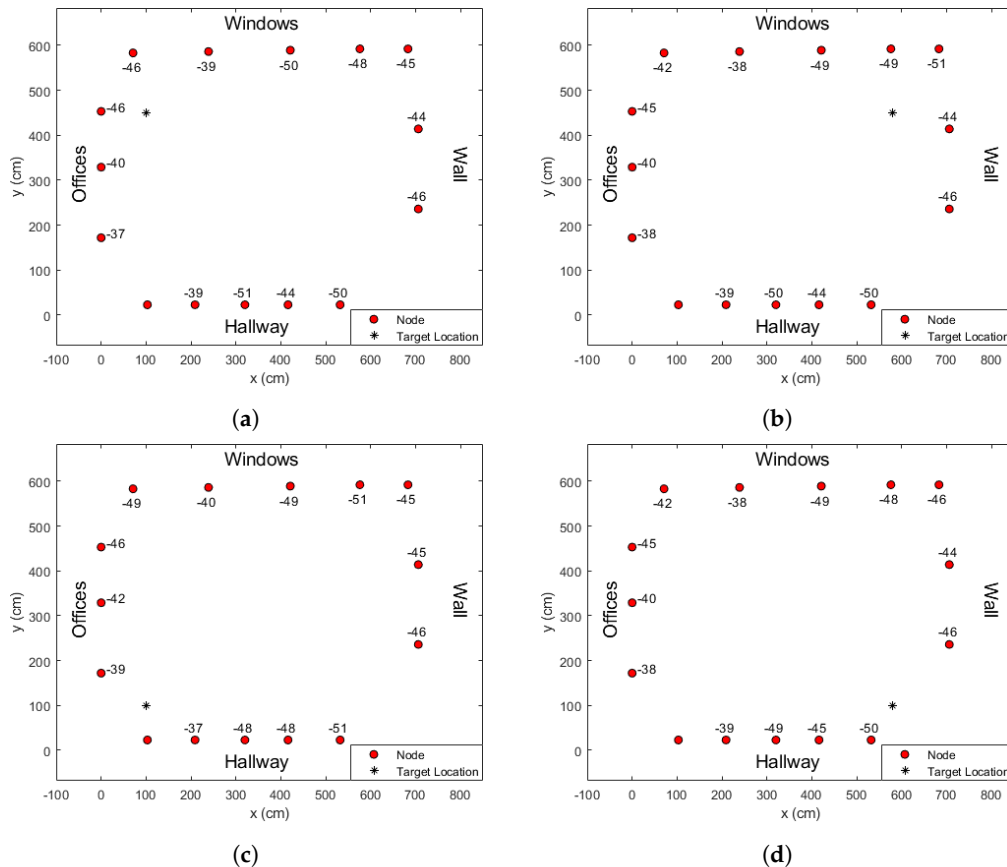 Windows
600
-46 -39 -50 -48 -45
500
-46
-44
400
-40
Offices
y (cm)
300
Wall
-46
200
-37
100
-39 -51 -44 -50
0
Hallway
Node
Target Location
-100 0 100 200 300 400 500 600 700 800
x (cm)
(a)
Windows
600
-42 -38 -49 -49 -51
500
-45
-44
400
-40
Offices
y (cm)
300
Wall
-46
200
-38
100
-39 -50 -44 -50
0
Hallway
Node
Target Location
-100 0 100 200 300 400 500 600 700 800
x (cm)
(b)
Windows
600
-49 -40 -49 -51 -45
500
-46
-45
400
-42
Offices
y (cm)
300
Wall
-46
200
-39
100
-37 -48 -48 -51
0
Hallway
Node
Target Location
-100 0 100 200 300 400 500 600 700 800
x (cm)
(c)
Windows
600
-42 -38 -49 -48 -46
500
-45
-44
400
-40
Offices
y (cm)
300
Wall
-46
200
-38
100
-39 -49 -45 -50
0
Hallway
Node
Target Location
-100 0 100 200 300 400 500 600 700 800
x (cm)
(d)